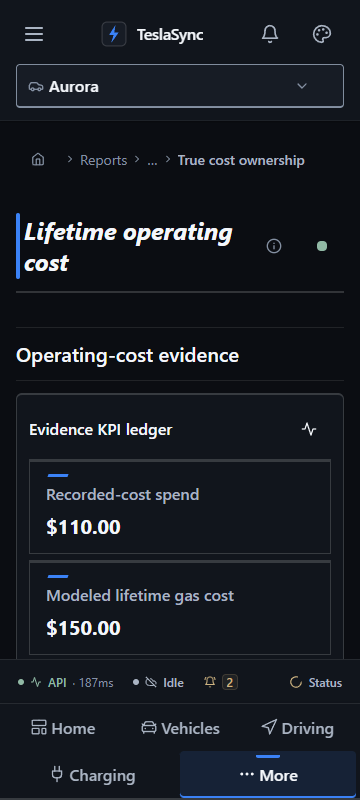 TeslaSync
Aurora
Reports > ... > True cost ownership
Lifetime operating
cost
Operating-cost evidence
Evidence KPI ledger
Recorded-cost spend
$110.00
Modeled lifetime gas cost
$150.00
API · 187ms Idle 2 Status
Home Vehicles Driving
Charging ··· More